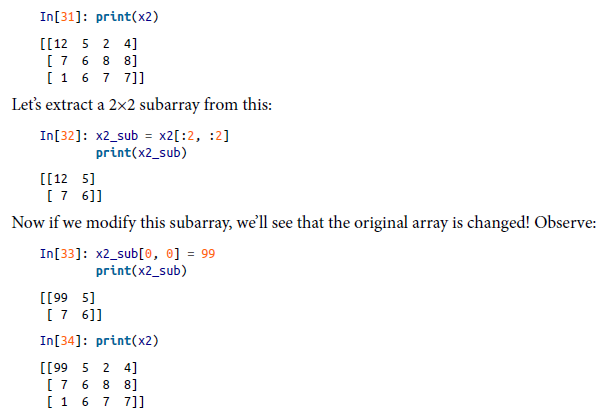 In[31]: print(x2)
[[12 5 2 4]
[ 7 6 8 8]
[ 1 6 7 7]]
Let’s extract a 2×2 subarray from this:
In[32]: x2_sub = x2[:2, :2]
print(x2_sub)
[[12 5]
[ 7 6]]
Now if we modify this subarray, we’ll see that the original array is changed! Observe:
In[33]: x2_sub[0, 0] = 99
print(x2_sub)
[[99 5]
[ 7 6]]
In[34]: print(x2)
[[99 5 2 4]
[ 7 6 8 8]
[ 1 6 7 7]]